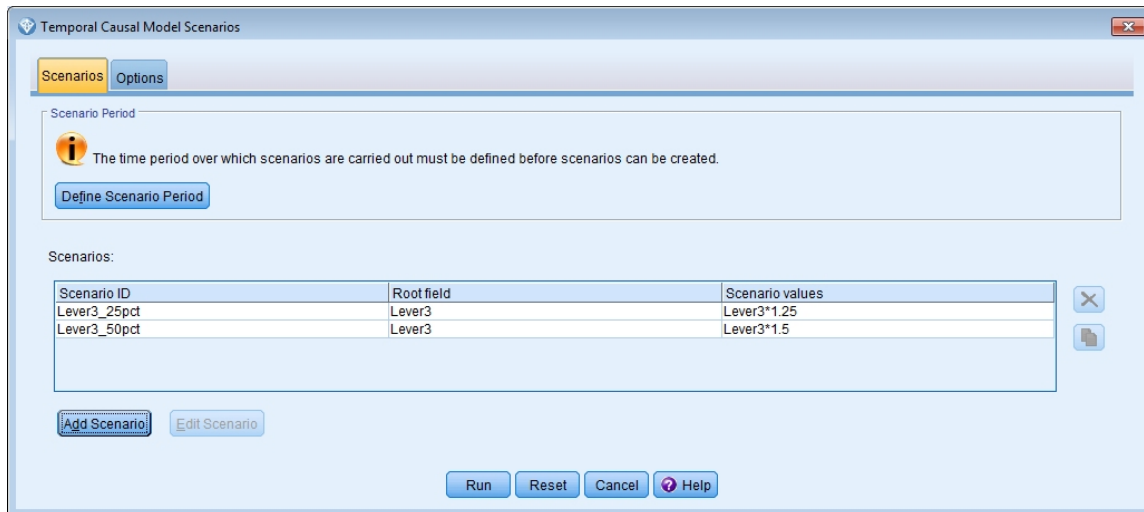 Temporal Causal Model Scenarios
Scenarios Options
Scenario Period
The time period over which scenarios are carried out must be defined before scenarios can be created.
Define Scenario Period
Scenarios:
Scenario ID Root field Scenario values
Lever3_25pct Lever3 Lever3*1.25
Lever3_50pct Lever3 Lever3*1.5
Add Scenario Edit Scenario
Run Reset Cancel Help